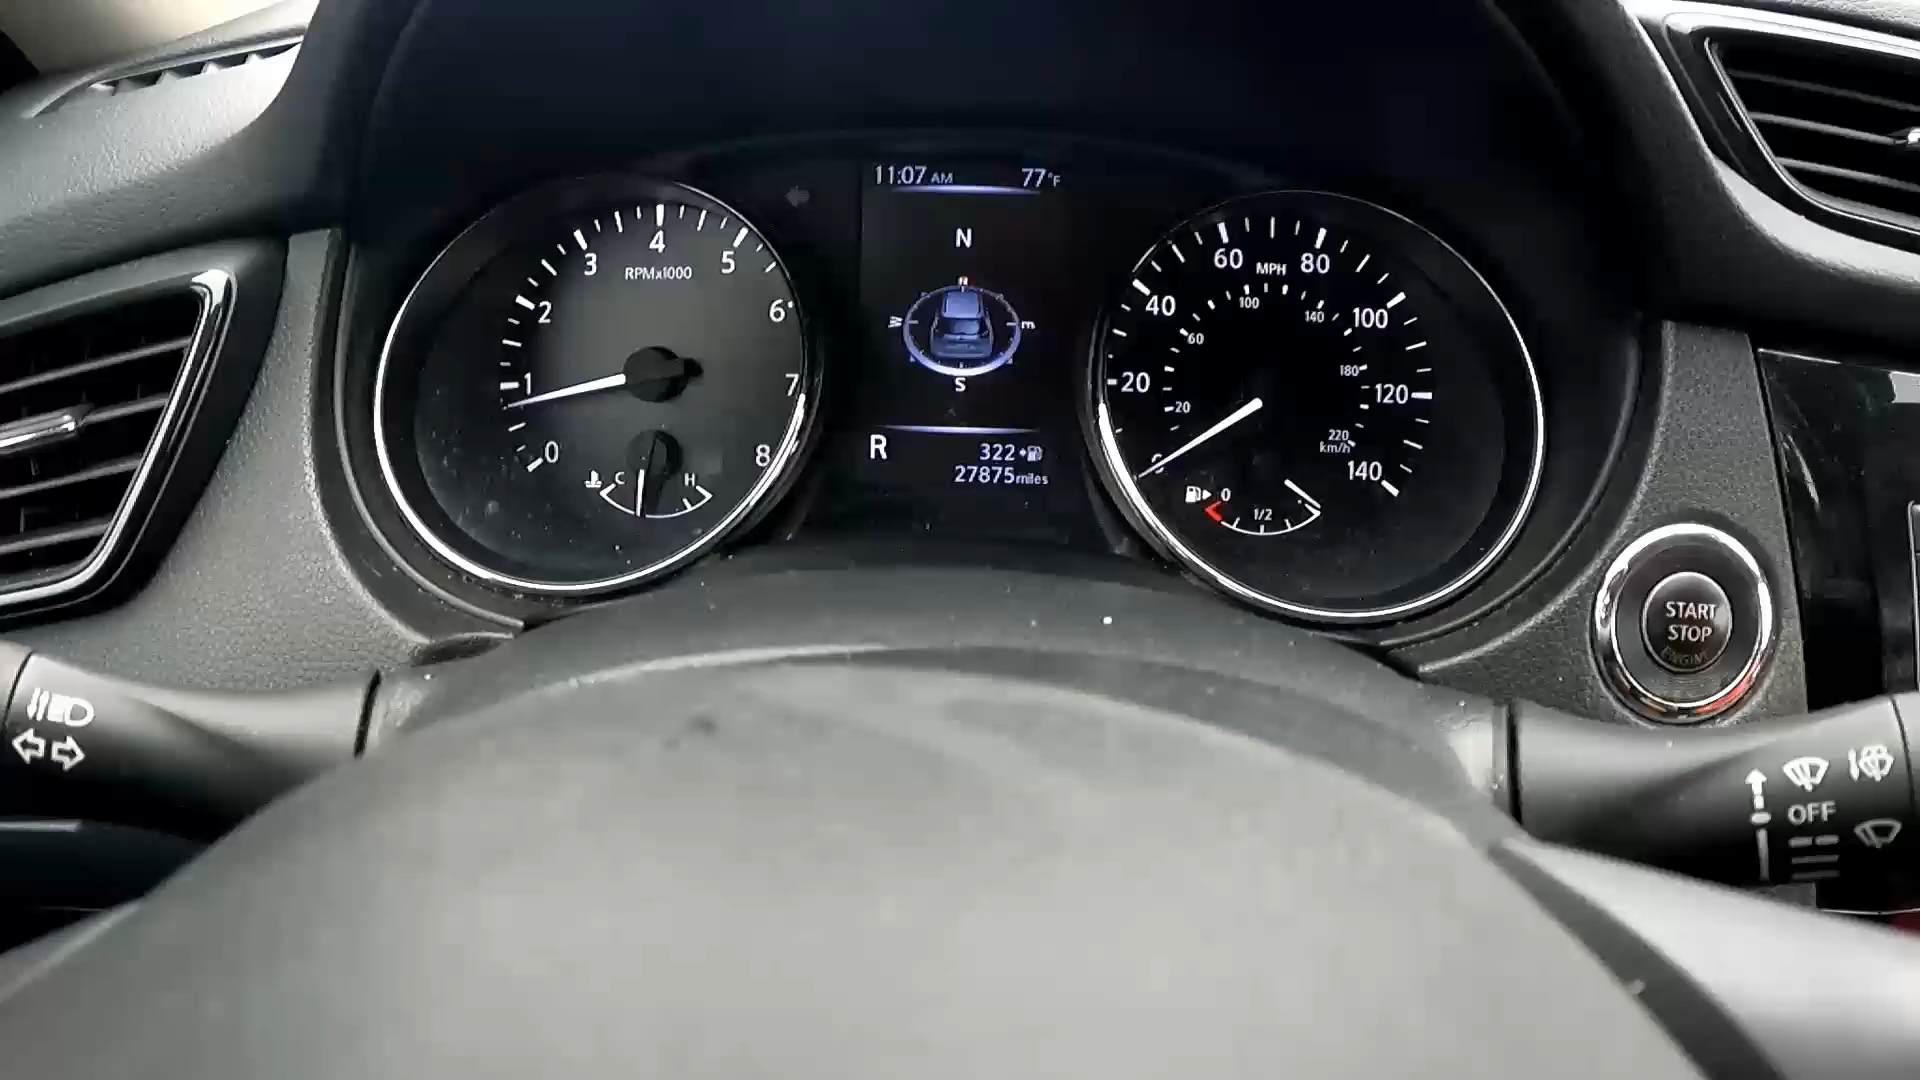 11:07 AM 77°F
N
N
W E
S
R 322
27875 miles
0 1 2 3 4 5 6 7 8
RPMx1000
C H
0 20 40 60 80 100 120 140
MPH
20 60 100 140 180 220
km/h
0 1/2
START
STOP
ENGINE
OFF